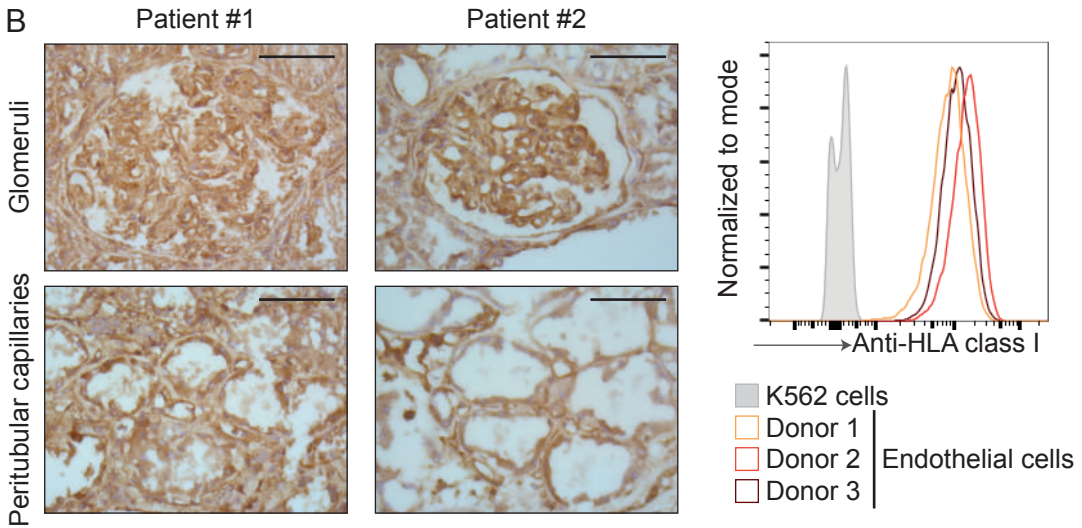 B
Patient #1
Patient #2
Glomeruli
Peritubular capillaries
Normalized to mode
Anti-HLA class I
K562 cells
Donor 1
Donor 2
Donor 3
Endothelial cells